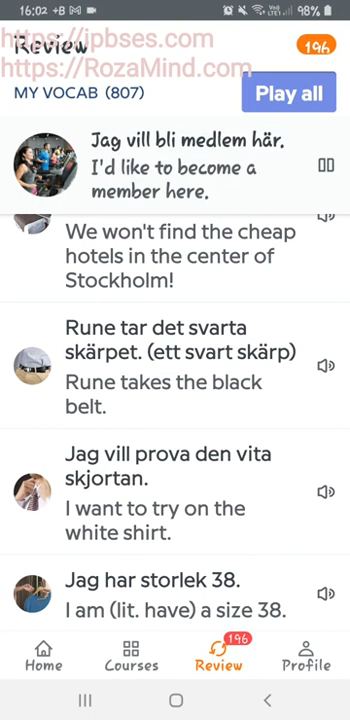 16:02 +B M
98%
https://jpbses.com
Review
196
https://RozaMind.com
MY VOCAB (807)
Play all
Jag vill bli medlem här.
I'd like to become a
member here.
We won't find the cheap
hotels in the center of
Stockholm!
Rune tar det svarta
skärpet. (ett svart skärp)
Rune takes the black
belt.
Jag vill prova den vita
skjortan.
I want to try on the
white shirt.
Jag har storlek 38.
I am (lit. have) a size 38.
196
Home
Courses
Review
Profile